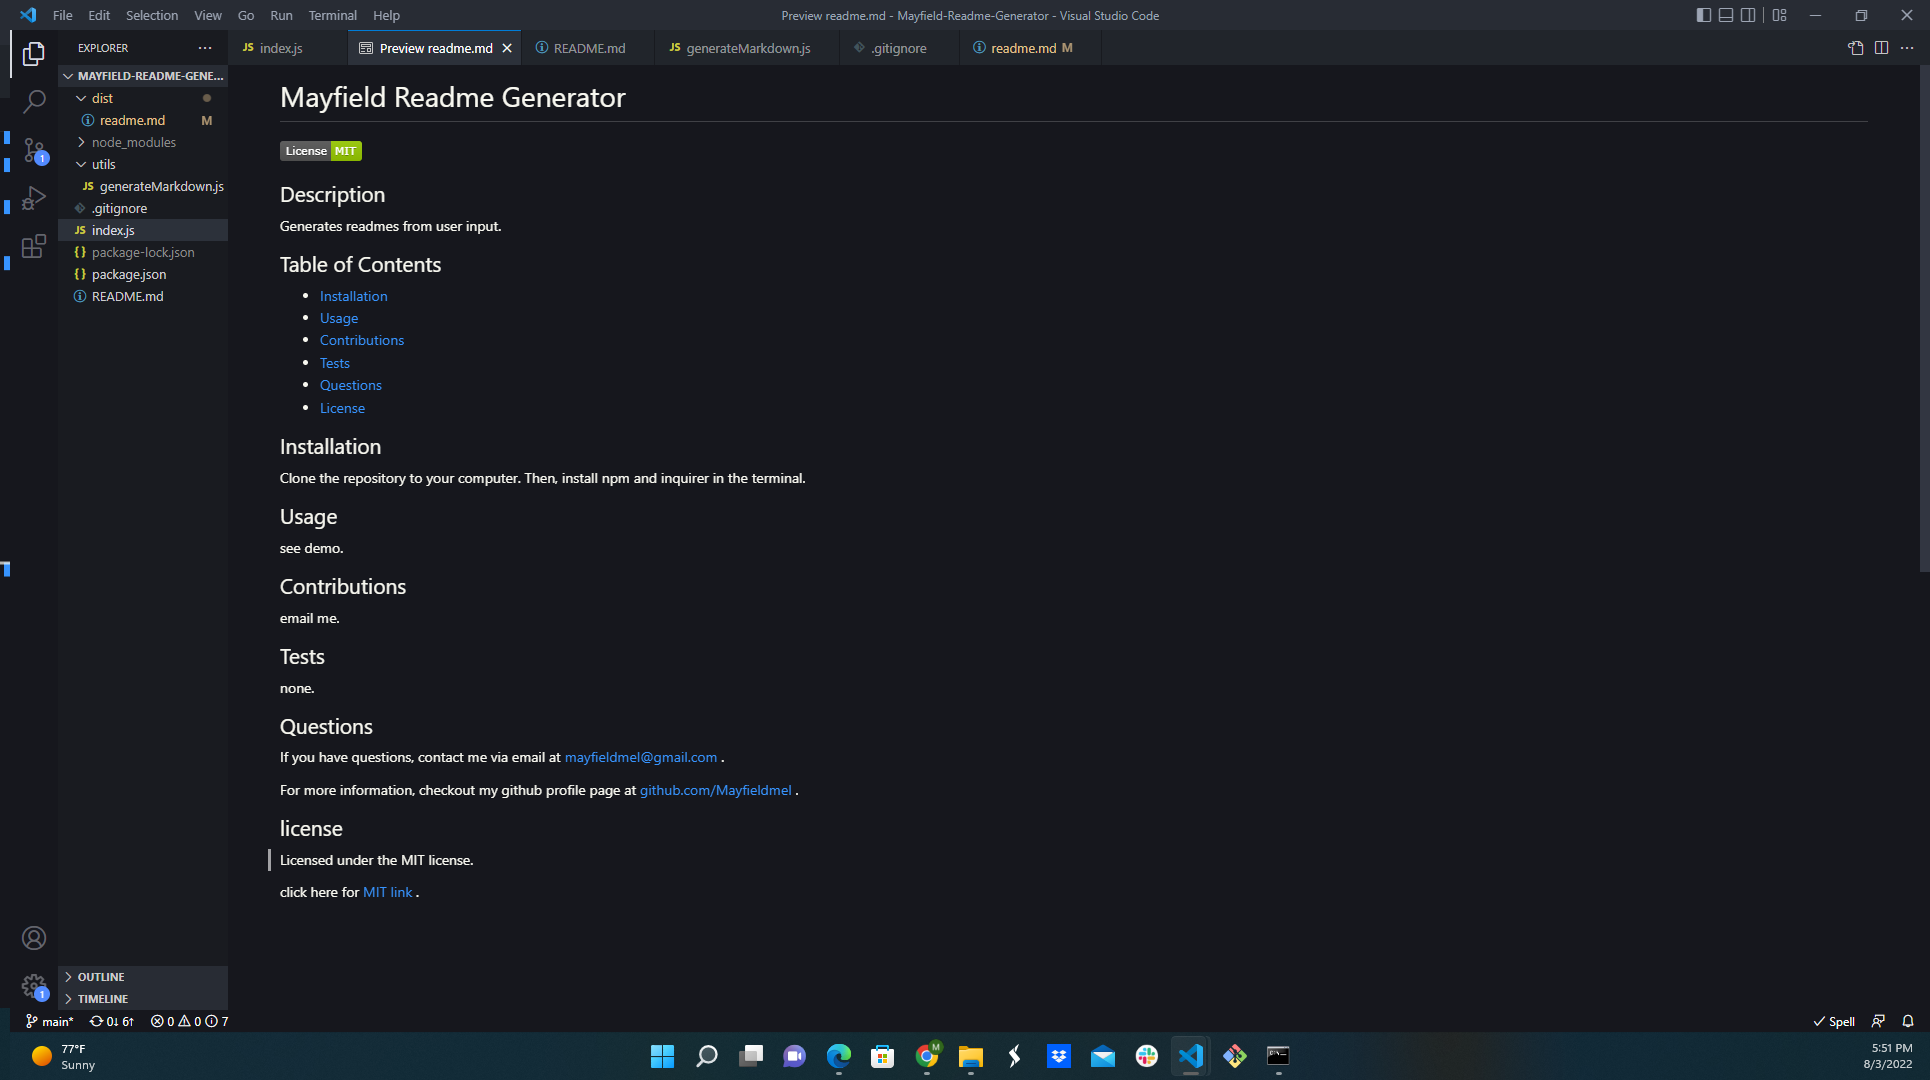 File Edit Selection View Go Run Terminal Help
Preview readme.md - Mayfield-Readme-Generator - Visual Studio Code
EXPLORER
JS index.js
Preview readme.md
README.md
JS generateMarkdown.js
.gitignore
readme.md M
MAYFIELD-README-GENE...
dist
readme.md M
node_modules
utils
JS generateMarkdown.js
.gitignore
JS index.js
{} package-lock.json
{} package.json
README.md
1
Mayfield Readme Generator
License MIT
Description
Generates readmes from user input.
Table of Contents
• Installation
• Usage
• Contributions
• Tests
• Questions
• License
Installation
Clone the repository to your computer. Then, install npm and inquirer in the terminal.
Usage
see demo.
Contributions
email me.
Tests
none.
Questions
If you have questions, contact me via email at mayfieldmel@gmail.com .
For more information, checkout my github profile page at github.com/Mayfieldmel .
license
Licensed under the MIT license.
click here for MIT link .
1
OUTLINE
TIMELINE
main* 0↓ 6↑ 0 0 7
Spell
77°F
Sunny
M
5:51 PM
8/3/2022